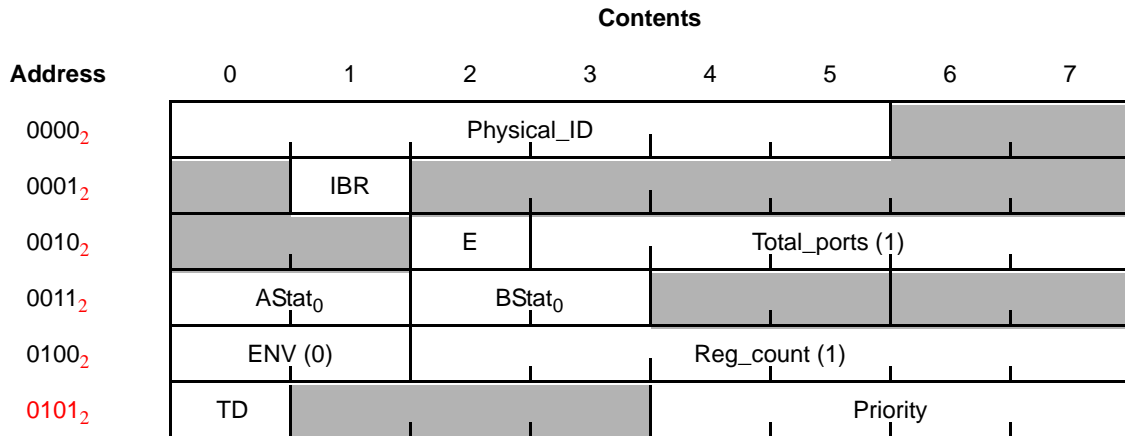 Contents
Address 0 1 2 3 4 5 6 7
0000₂ Physical_ID
0001₂ IBR
0010₂ E Total_ports (1)
0011₂ AStat₀ BStat₀
0100₂ ENV (0) Reg_count (1)
0101₂ TD Priority